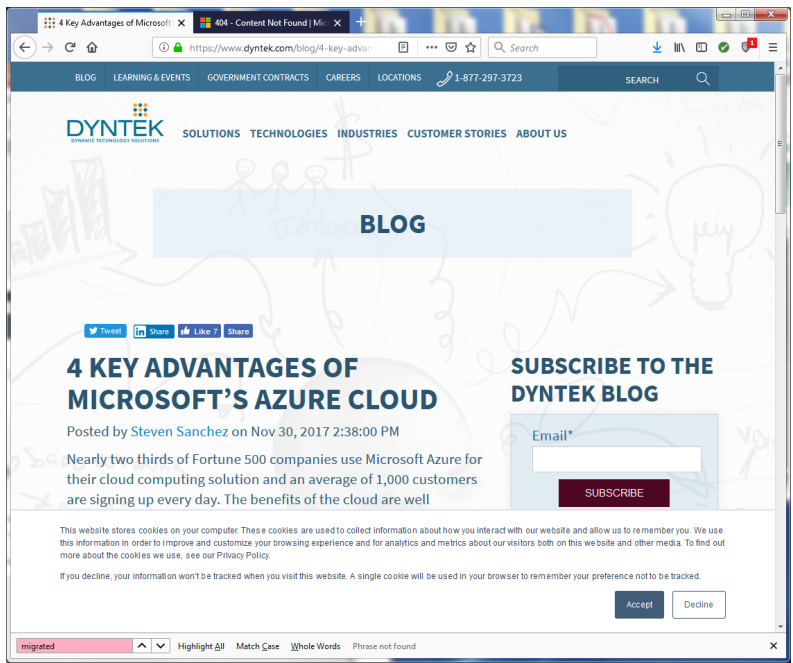 4 Key Advantages of Microsoft
404 - Content Not Found | Mic
https://www.dyntek.com/blog/4-key-advan
Search
1
BLOG LEARNING & EVENTS GOVERNMENT CONTRACTS CAREERS LOCATIONS 1-877-297-3723 SEARCH
DYNTEK
DYNAMIC TECHNOLOGY SOLUTIONS
SOLUTIONS TECHNOLOGIES INDUSTRIES CUSTOMER STORIES ABOUT US
TEAMWORK
BLOG
Tweet in Share Like 7 Share
4 KEY ADVANTAGES OF
MICROSOFT'S AZURE CLOUD
Posted by Steven Sanchez on Nov 30, 2017 2:38:00 PM
Nearly two thirds of Fortune 500 companies use Microsoft Azure for
their cloud computing solution and an average of 1,000 customers
are signing up every day. The benefits of the cloud are well
SUBSCRIBE TO THE
DYNTEK BLOG
Email*
SUBSCRIBE
This website stores cookies on your computer. These cookies are used to collect information about how you interact with our website and allow us to remember you. We use
this information in order to improve and customize your browsing experience and for analytics and metrics about our visitors both on this website and other media. To find out
more about the cookies we use, see our Privacy Policy.
If you decline, your information won't be tracked when you visit this website. A single cookie will be used in your browser to remember your preference not to be tracked.
Accept Decline
migrated Highlight All Match Case Whole Words Phrase not found